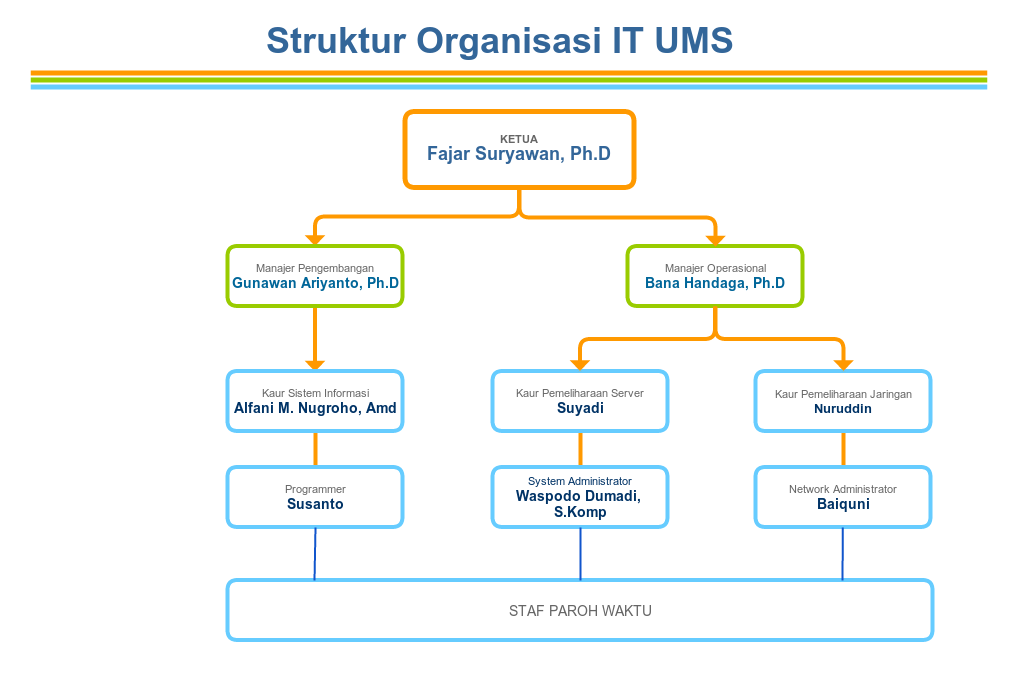 Struktur Organisasi IT UMS
KETUA
Fajar Suryawan, Ph.D
Manajer Pengembangan
Gunawan Ariyanto, Ph.D
Manajer Operasional
Bana Handaga, Ph.D
Kaur Sistem Informasi
Alfani M. Nugroho, Amd
Kaur Pemeliharaan Server
Suyadi
Kaur Pemeliharaan Jaringan
Nuruddin
Programmer
Susanto
System Administrator
Waspodo Dumadi,
S.Komp
Network Administrator
Baiquni
STAF PAROH WAKTU